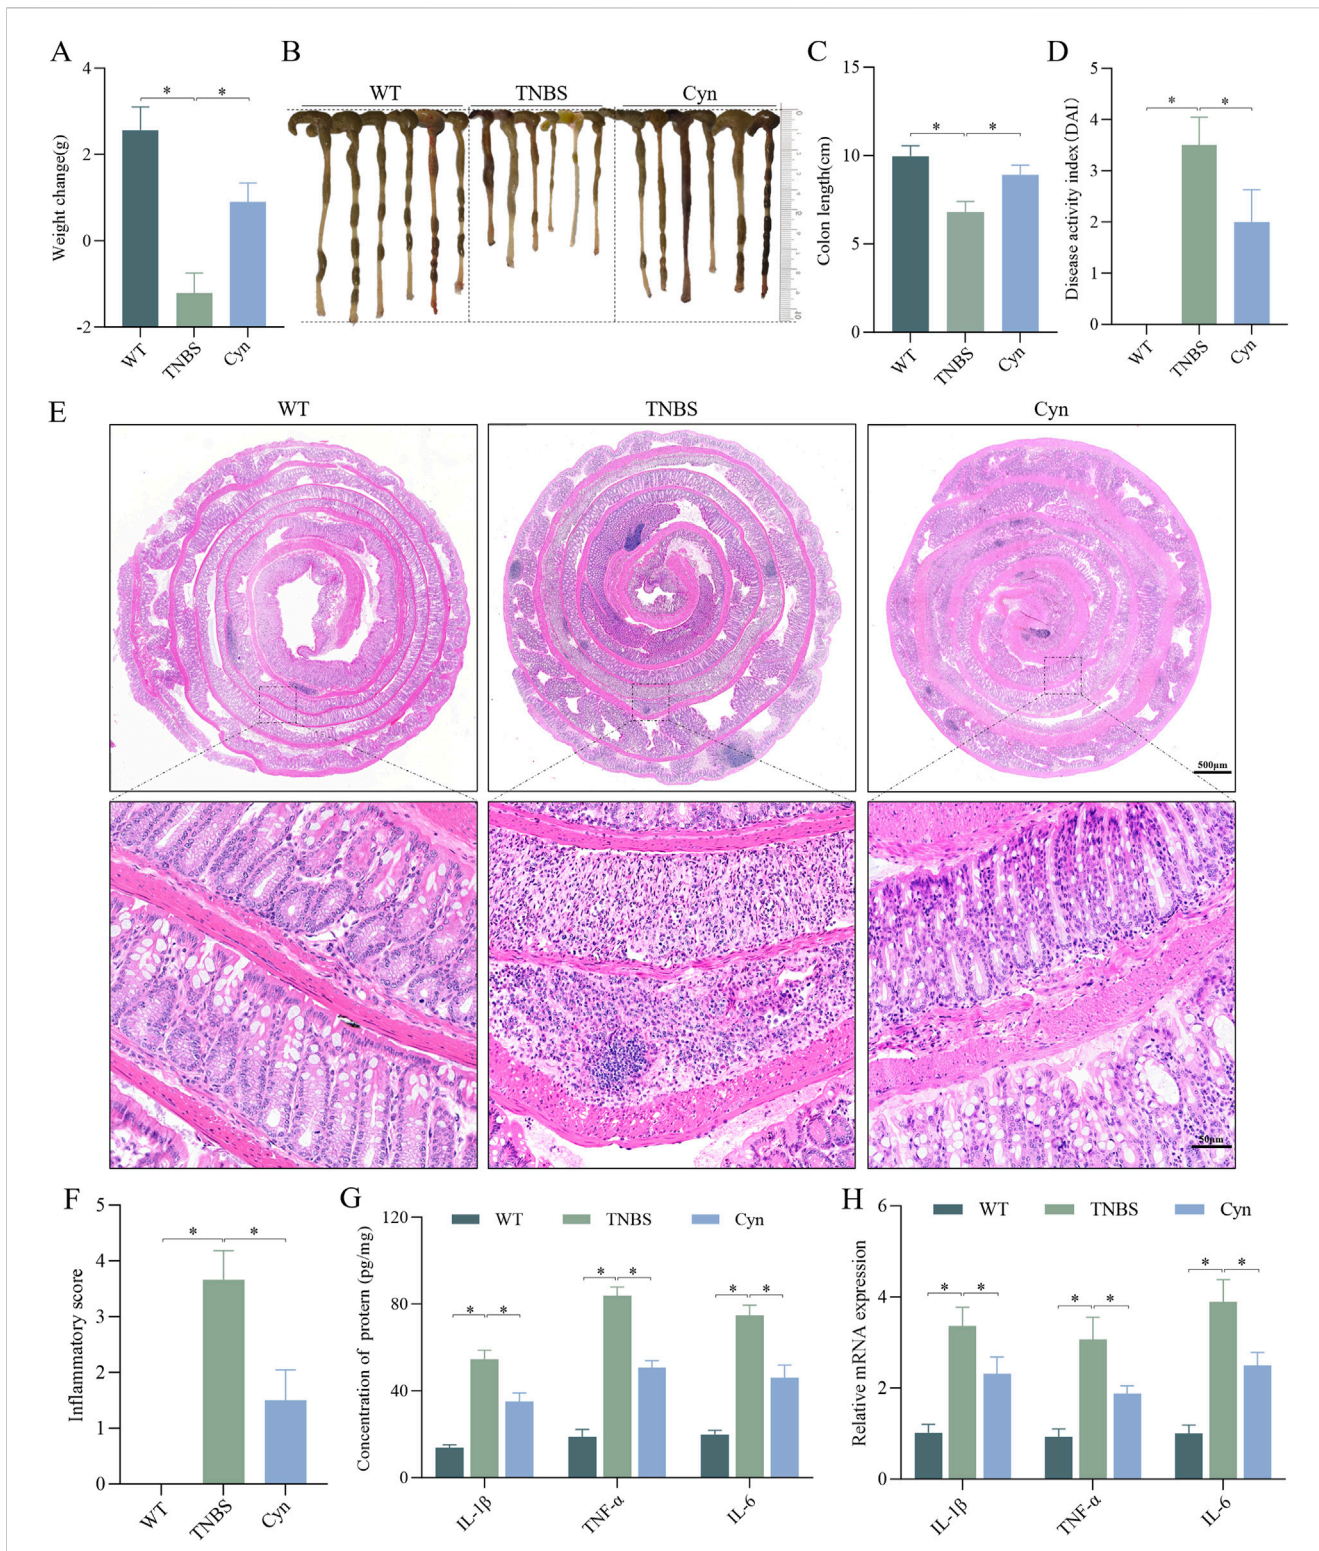 A
Weight change(g)
4
2
0
-2
*
*
WT
TNBS
Cyn
B
WT
TNBS
Cyn
C
Colon length(cm)
15
10
5
0
*
*
WT
TNBS
Cyn
D
Disease activity index (DAI)
5
4
3
2
1
0
*
*
WT
TNBS
Cyn
E
WT
TNBS
Cyn
500μm
50μm
F
Inflammatory score
5
4
3
2
1
0
*
*
WT
TNBS
Cyn
G
WT
TNBS
Cyn
Concentration of protern (pg/mg)
120
80
40
0
*
*
*
*
*
*
IL-1β
TNF-α
IL-6
H
WT
TNBS
Cyn
Relative mRNA expression
6
4
2
0
*
*
*
*
*
*
IL-1β
TNF-α
IL-6